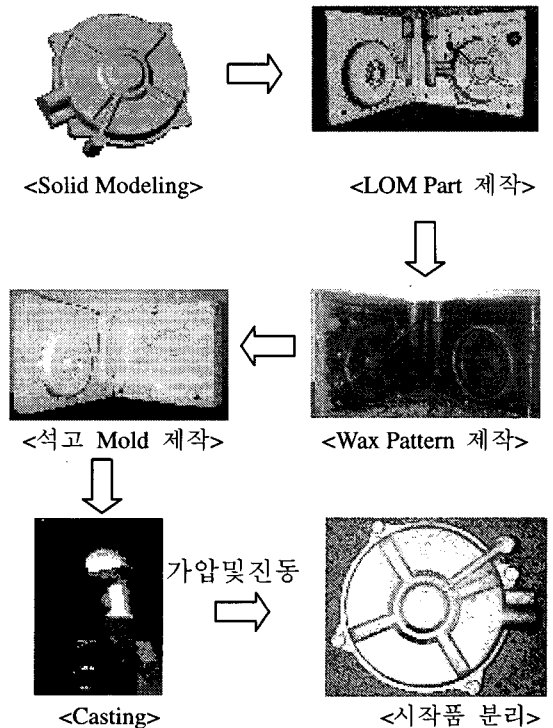 <Solid Modeling>
<LOM Part 제작>
<석고 Mold 제작>
<Wax Pattern 제작>
가압및진동
<Casting>
<시작품 분리>